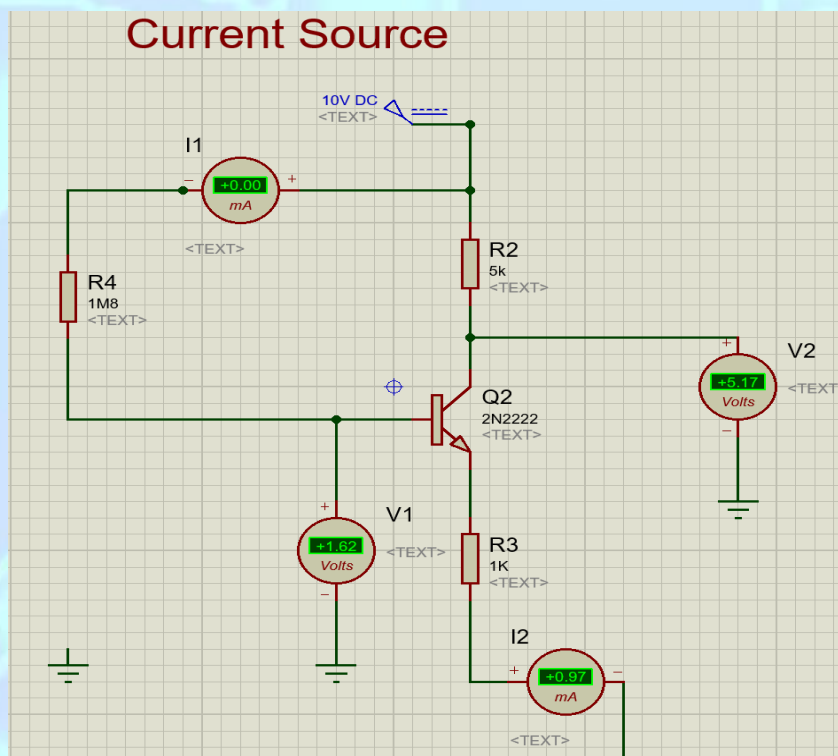 Current Source
10V DC
<TEXT>
I1
− +
+0.00
mA
<TEXT>
R2
5k
<TEXT>
R4
1M8
<TEXT>
+
V2
+5.17
Volts
<TEXT
−
Q2
2N2222
<TEXT>
+
V1
+1.62
Volts
<TEXT>
−
R3
1K
<TEXT>
I2
+ −
+0.97
mA
<TEXT>